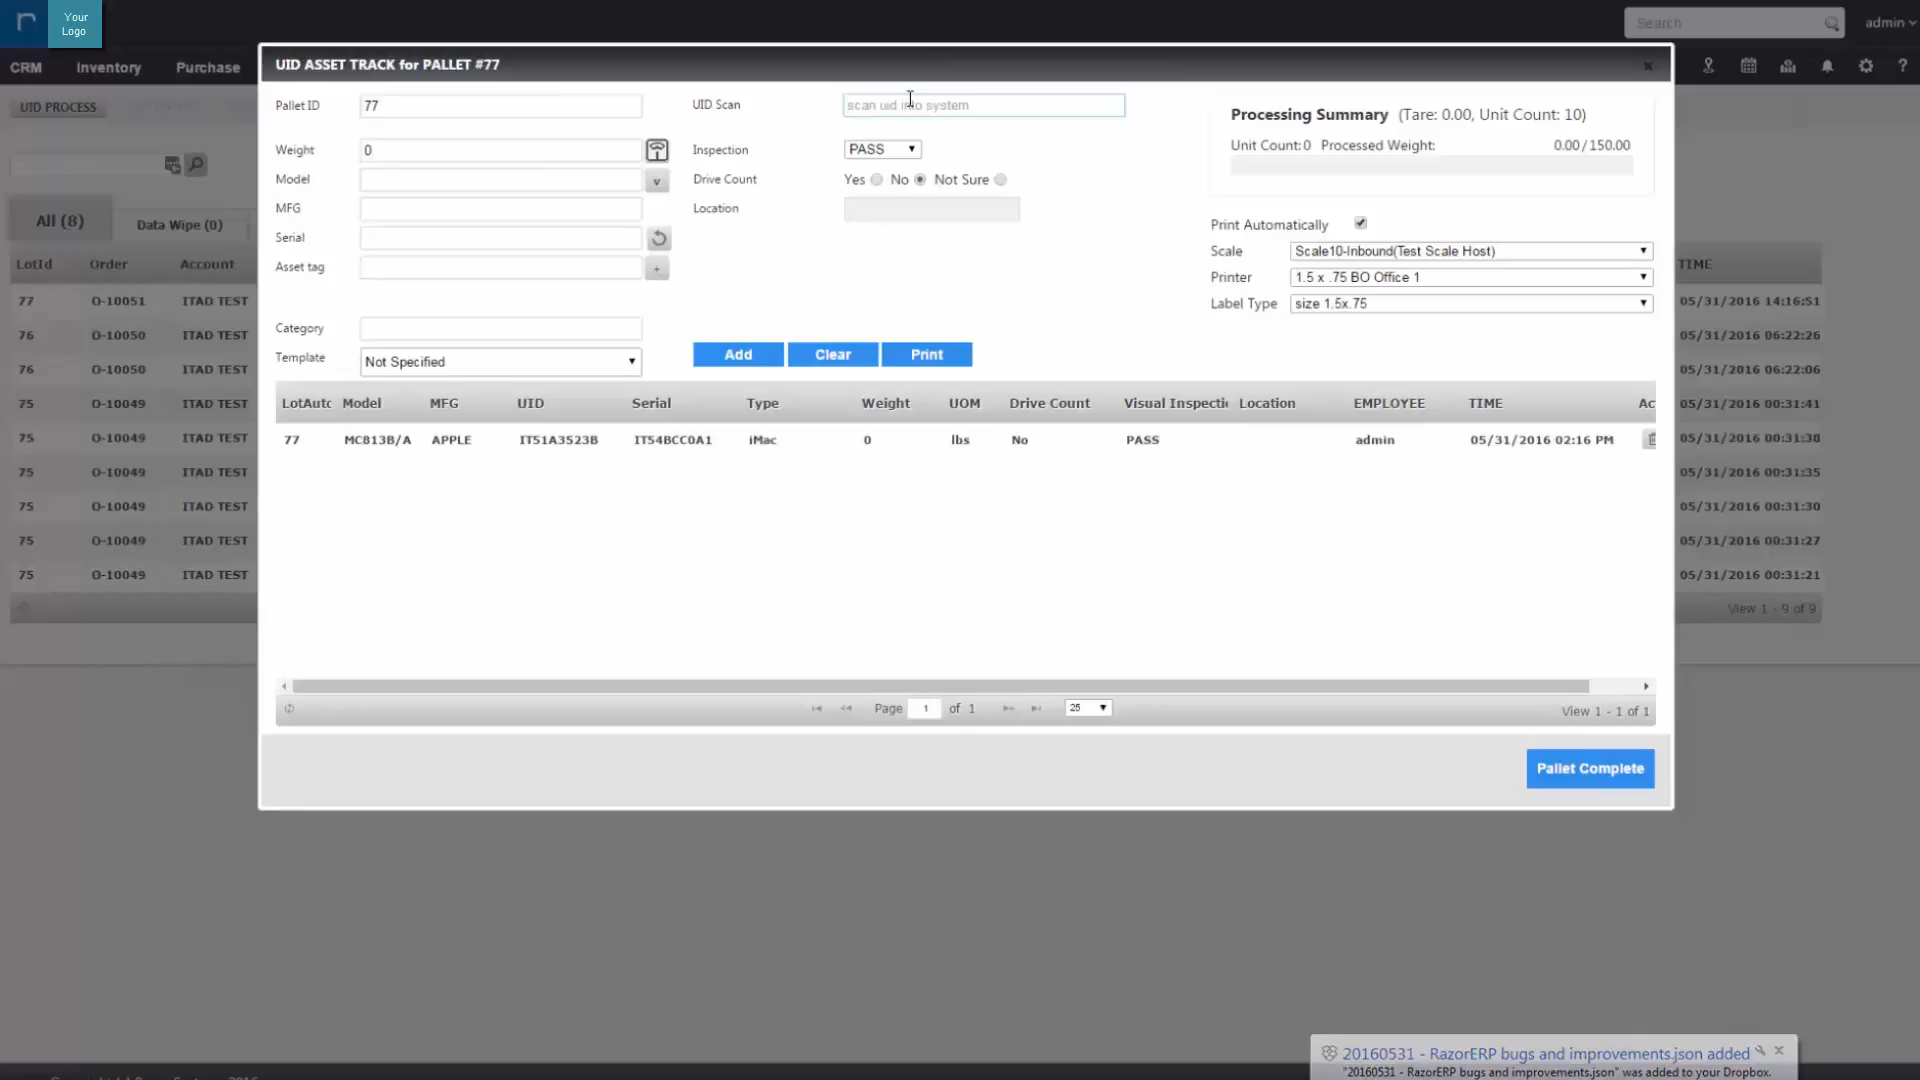 Your
Logo
Search
admin
CRM Inventory Purchase ?
UID ASSET TRACK for PALLET #77
UID PROCESS
Pallet ID 77 UID Scan scan uid into system
Processing Summary (Tare: 0.00, Unit Count: 10)
Unit Count: 0 Processed Weight: 0.00 / 150.00
Weight 0 Inspection PASS
Model v Drive Count Yes No Not Sure
MFG Location
Serial
Asset tag +
Print Automatically
Scale Scale10-Inbound(Test Scale Host)
Printer 1.5 x .75 BO Office 1
Label Type size 1.5x.75
Category
Template Not Specified
Add Clear Print
All (8) Data Wipe (0)
LotId Order Account TIME
77 O-10051 ITAD TEST 05/31/2016 14:16:51
76 O-10050 ITAD TEST 05/31/2016 06:22:26
76 O-10050 ITAD TEST 05/31/2016 06:22:06
75 O-10049 ITAD TEST 05/31/2016 00:31:41
75 O-10049 ITAD TEST 05/31/2016 00:31:38
75 O-10049 ITAD TEST 05/31/2016 00:31:35
75 O-10049 ITAD TEST 05/31/2016 00:31:30
75 O-10049 ITAD TEST 05/31/2016 00:31:27
75 O-10049 ITAD TEST 05/31/2016 00:31:21
View 1 - 9 of 9
LotAuto Model MFG UID Serial Type Weight UOM Drive Count Visual Inspecti Location EMPLOYEE TIME Ac
77 MC813B/A APPLE IT51A3523B IT54BCC0A1 iMac 0 lbs No PASS admin 05/31/2016 02:16 PM
Page 1 of 1 25 View 1 - 1 of 1
Pallet Complete
20160531 - RazorERP bugs and improvements.json added
"20160531 - RazorERP bugs and improvements.json" was added to your Dropbox.